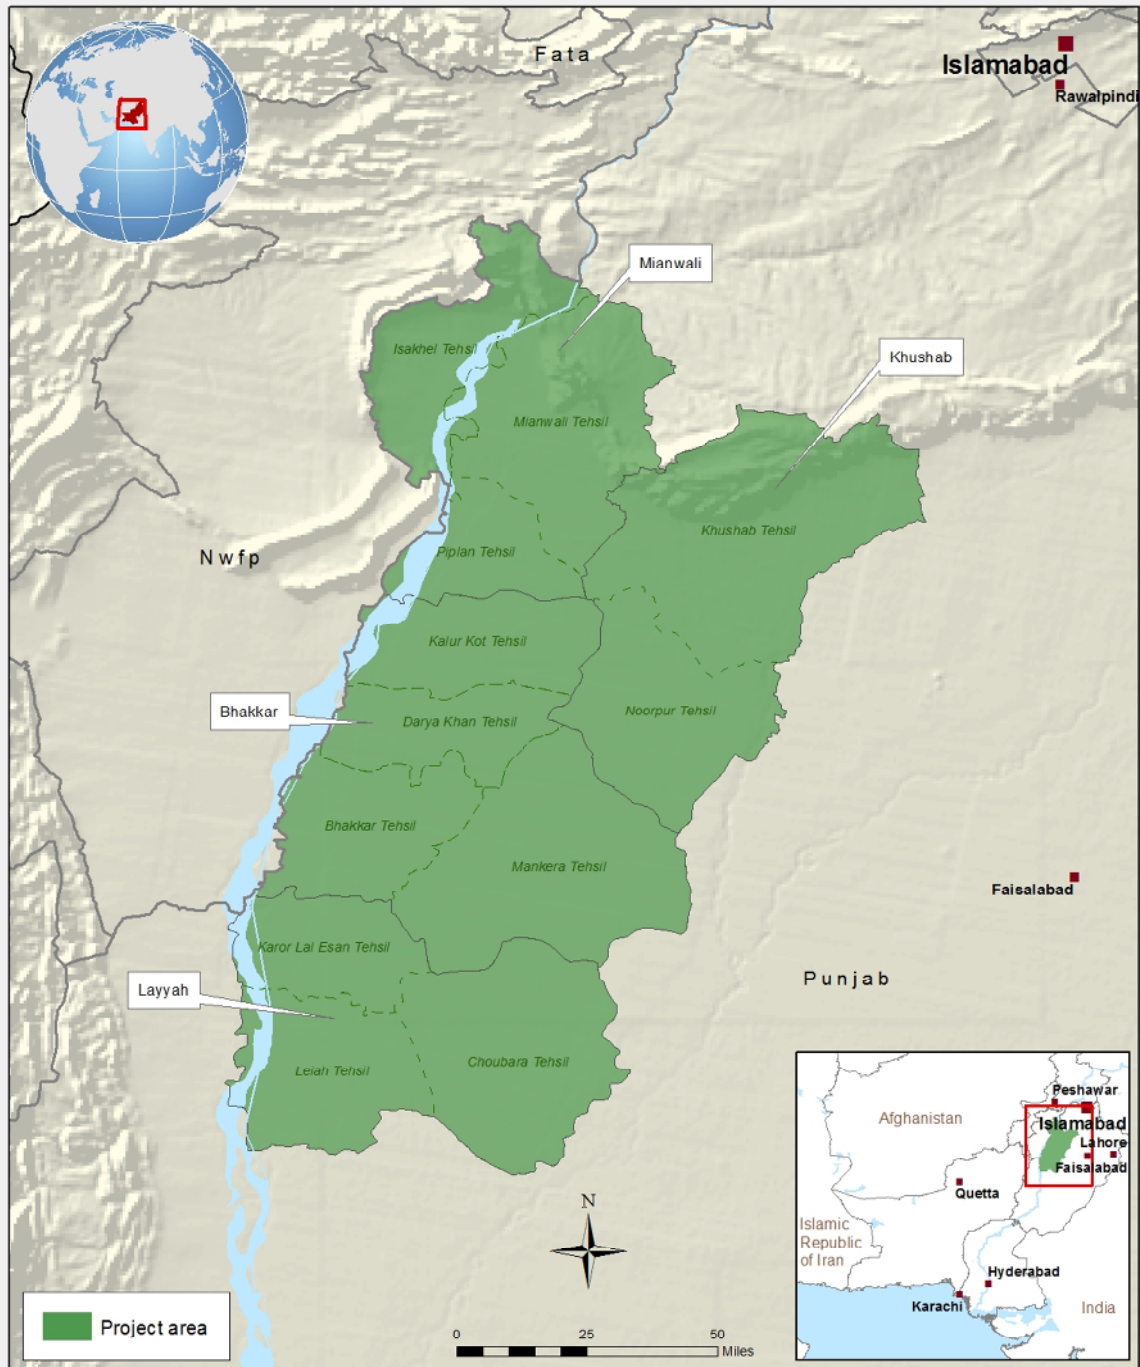 Fata
Islamabad
Rawalpindi
Mianwali
Isakhel Tehsil
Khushab
Mianwali Tehsil
Khushab Tehsil
Piplan Tehsil
Nwfp
Kalur Kot Tehsil
Bhakkar
Darya Khan Tehsil
Noorpur Tehsil
Bhakkar Tehsil
Mankera Tehsil
Faisalabad
Karor Lal Esan Tehsil
Punjab
Layyah
Choubara Tehsil
Leiah Tehsil
Peshawar
Afghanistan
Islamabad
Lahore
Faisalabad
Quetta
Islamic
Republic
of Iran
Hyderabad
Karachi
India
N
Project area
0 25 50
Miles